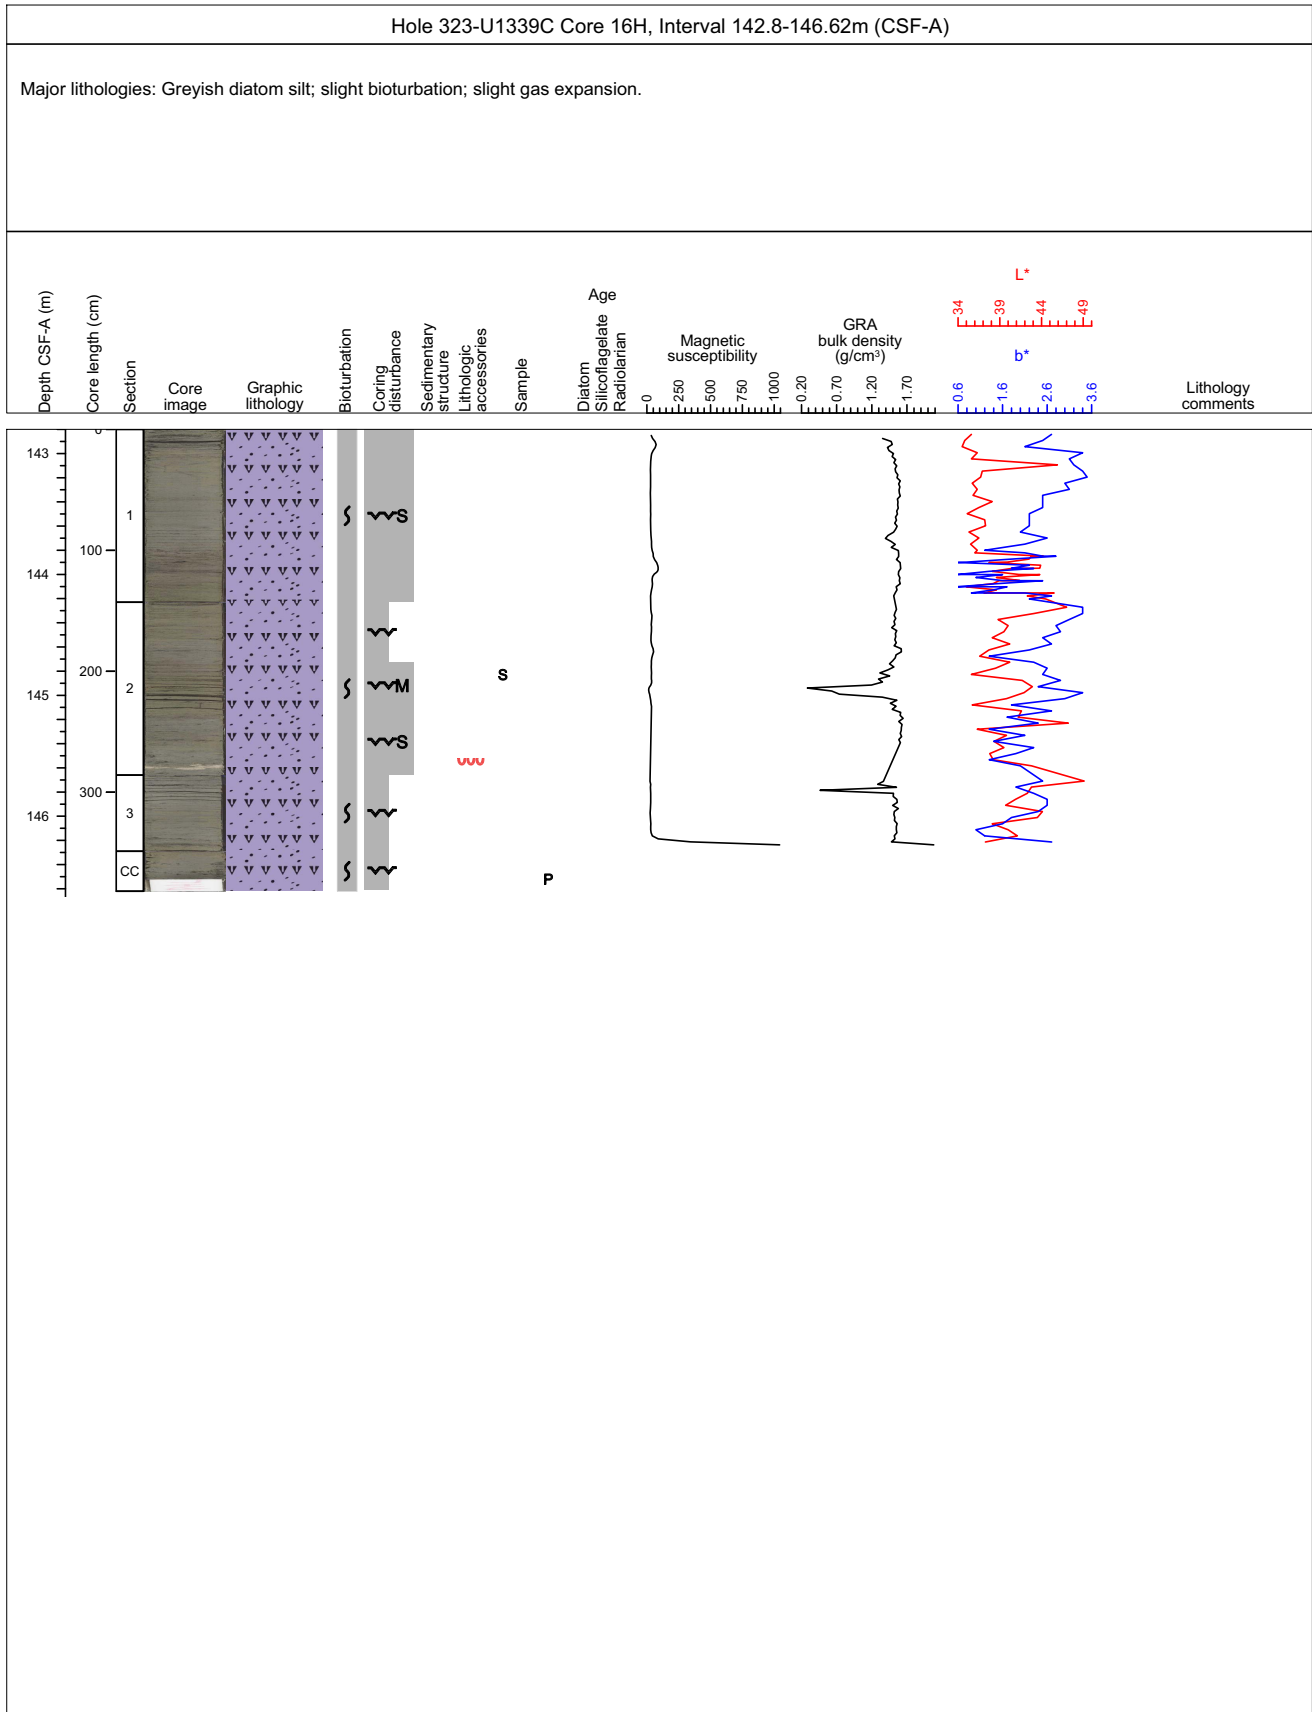 Hole 323-U1339C Core 16H, Interval 142.8-146.62m (CSF-A)
Major lithologies: Greyish diatom silt; slight bioturbation; slight gas expansion.
Depth CSF-A (m)
Core length (cm)
Section
Core
image
Graphic
lithology
Bioturbation
Coring
disturbance
Sedimentary
structure
Lithologic
accessories
Sample
Age
Diatom
Silicoflagelate
Radiolarian
Magnetic
susceptibility
0 250 500 750 1000
GRA
bulk density
(g/cm³)
0.20 0.70 1.20 1.70
L*
34 39 44 49
b*
0.6 1.6 2.6 3.6
Lithology
comments
0
143
1
S
100
144
200
S
2
M
145
S
300
3
146
CC
P